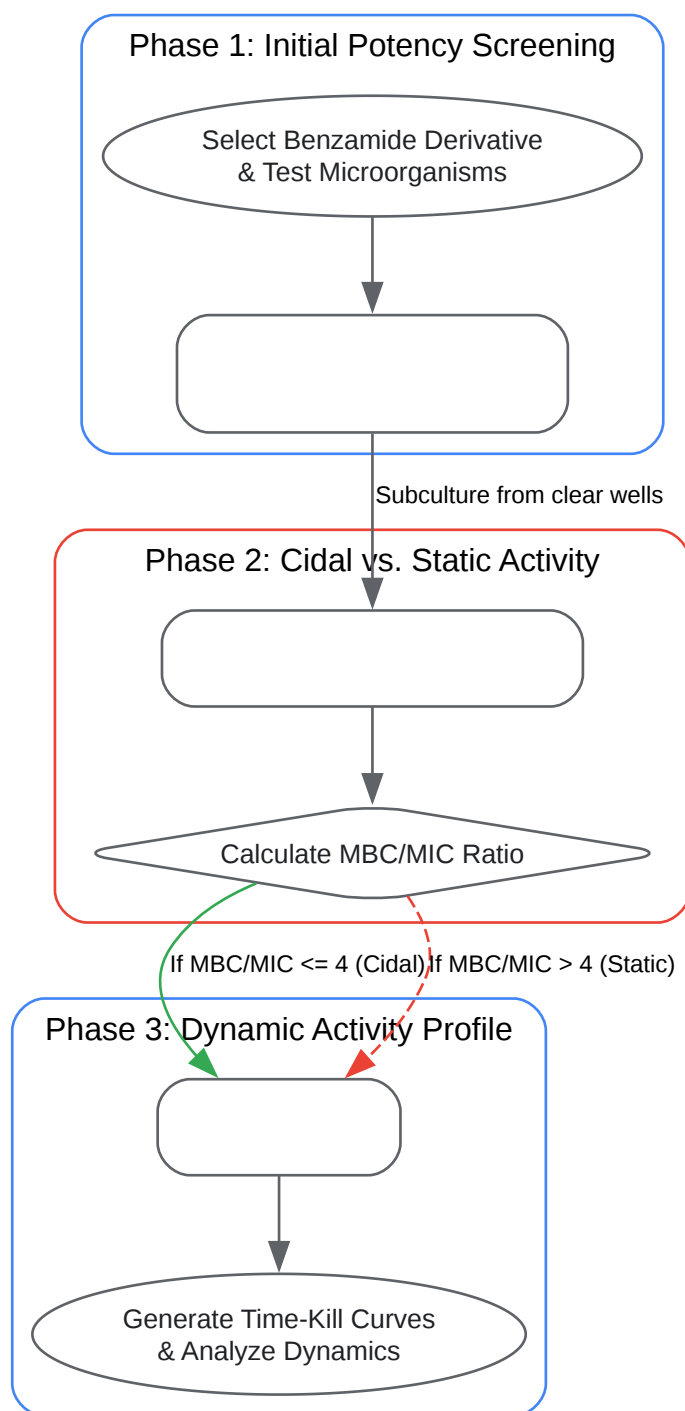 Phase 1: Initial Potency Screening
Select Benzamide Derivative
& Test Microorganisms
Subculture from clear wells
Phase 2: Cidal vs. Static Activity
Calculate MBC/MIC Ratio
If MBC/MIC <= 4 (Cidal)
If MBC/MIC > 4 (Static)
Phase 3: Dynamic Activity Profile
Generate Time-Kill Curves
& Analyze Dynamics